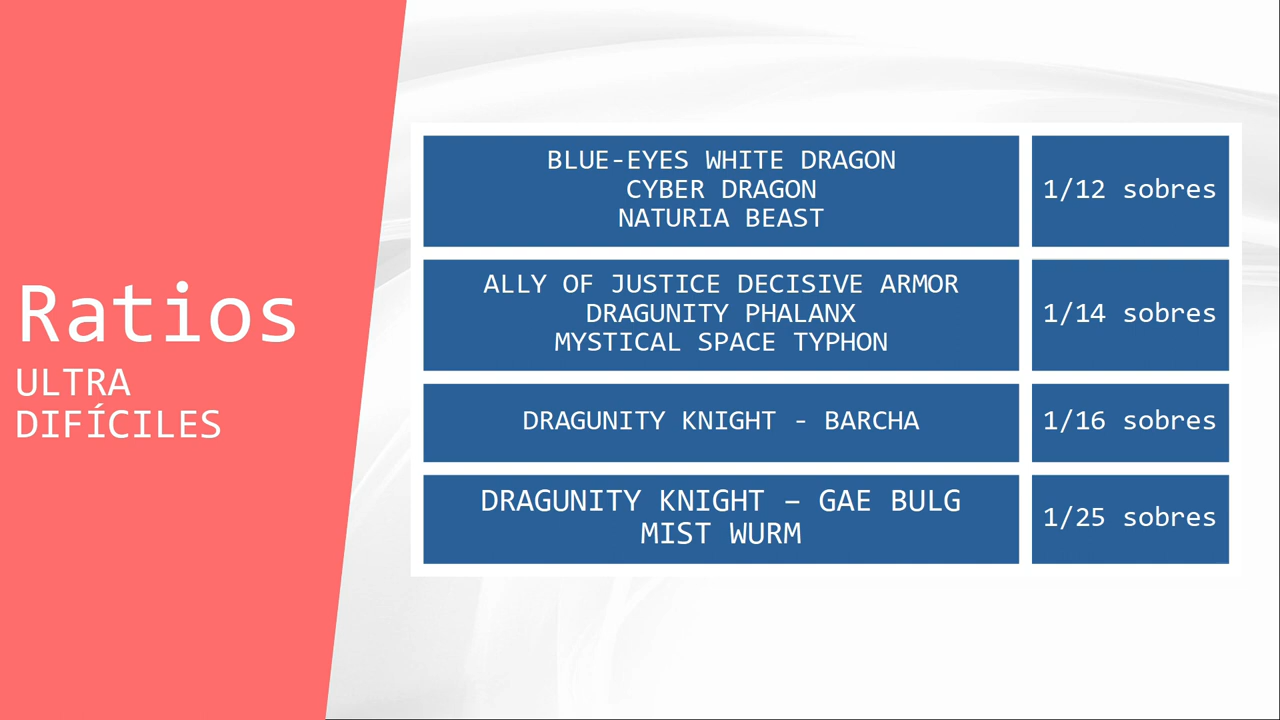 Ratios
ULTRA
DIFÍCILES
BLUE-EYES WHITE DRAGON
CYBER DRAGON
NATURIA BEAST
1/12 sobres
ALLY OF JUSTICE DECISIVE ARMOR
DRAGUNITY PHALANX
MYSTICAL SPACE TYPHON
1/14 sobres
DRAGUNITY KNIGHT - BARCHA
1/16 sobres
DRAGUNITY KNIGHT – GAE BULG
MIST WURM
1/25 sobres